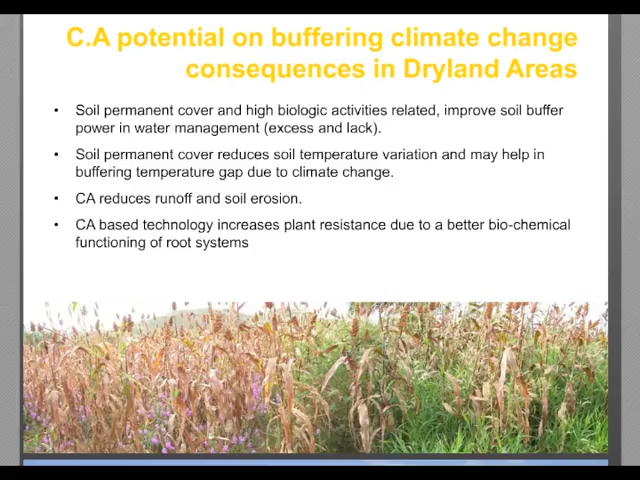 C.A potential on buffering climate change
consequences in Dryland Areas
• Soil permanent cover and high biologic activities related, improve soil buffer
power in water management (excess and lack).
• Soil permanent cover reduces soil temperature variation and may help in
buffering temperature gap due to climate change.
• CA reduces runoff and soil erosion.
• CA based technology increases plant resistance due to a better bio-chemical
functioning of root systems